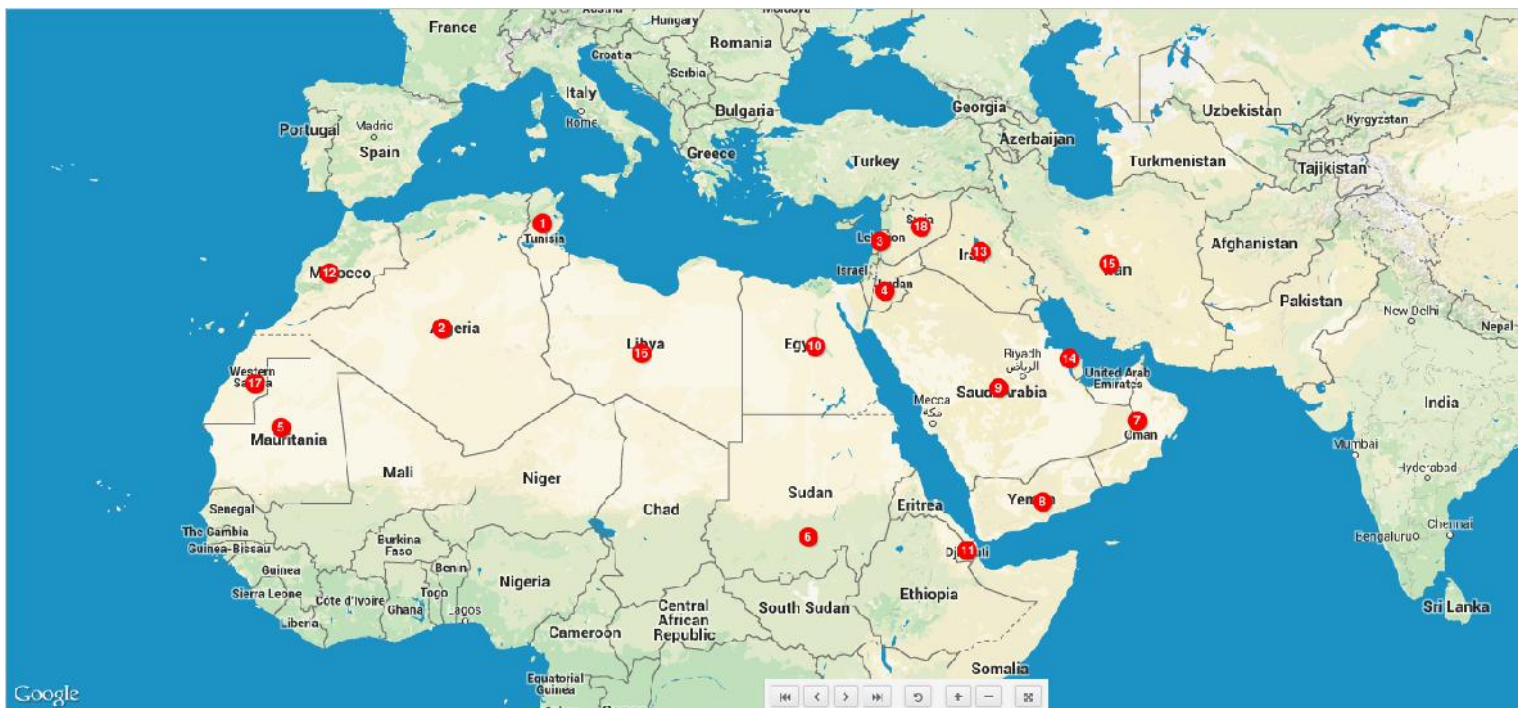 France
Austria
Hungary
Moldova
Romania
Croatia
Serbia
Italy
Rome
Bulgaria
Georgia
Azerbaijan
Uzbekistan
Kyrgyzstan
Portugal
Madrid
Spain
Greece
Turkey
Turkmenistan
Tajikistan
1
Tunisia
3
18
13
Israel
15
Afghanistan
12
4
Pakistan
New Delhi
Nepal
2
16
Libya
10
Riyadh
الرياض
14
United Arab
Emirates
Western
17
9
Saudi Arabia
Mecca
مكة
India
5
Mauritania
7
Oman
Mumbai
Mali
Niger
Chad
Sudan
Eritrea
8
Hyderabad
Senegal
The Gambia
Guinea-Bissau
Burkina
Faso
6
11
Chennai
Bengaluru
Guinea
Benin
Nigeria
Sierra Leone
Côte d'Ivoire
Ghana
Togo
Lagos
Liberia
Cameroon
Central
African
Republic
South Sudan
Ethiopia
Sri Lanka
Somalia
Equatorial
Guinea
Google